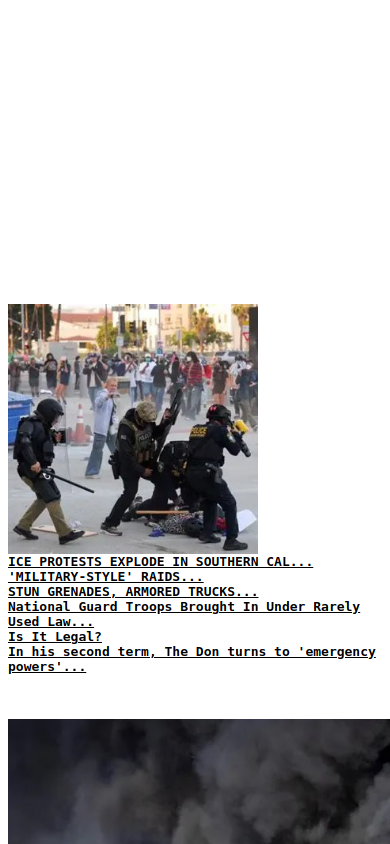 ICE PROTESTS EXPLODE IN SOUTHERN CAL...
'MILITARY-STYLE' RAIDS...
STUN GRENADES, ARMORED TRUCKS...
National Guard Troops Brought In Under Rarely
Used Law...
Is It Legal?
In his second term, The Don turns to 'emergency
powers'...